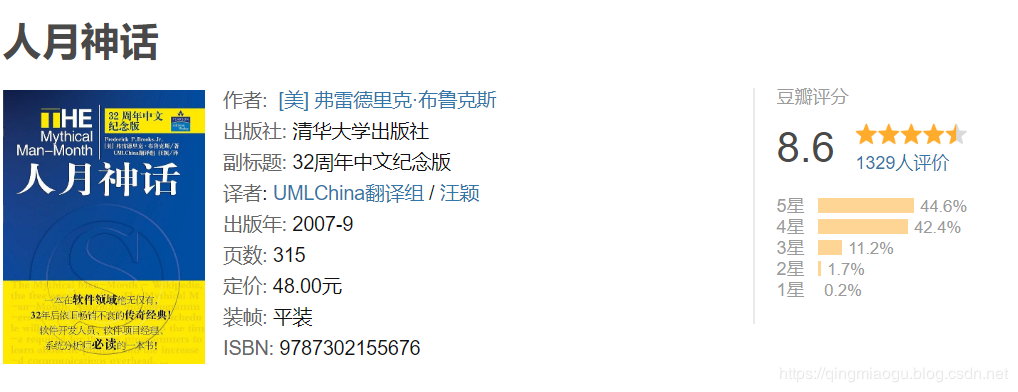 人月神话
THE
Mythical
Man-Month
32 周年中文
纪念版
Frederick P. Brooks, Jr.
[美] 弗雷德里克·布鲁克斯/著
UMLChina翻译组 汪颖/译
人月神话
一本在软件领域绝无仅有,
32年后依旧畅销不衰的传奇经典!
软件开发人员、软件项目经理、
系统分析师必读的一本书!
作者: [美] 弗雷德里克·布鲁克斯
出版社: 清华大学出版社
副标题: 32周年中文纪念版
译者: UMLChina翻译组 / 汪颖
出版年: 2007-9
页数: 315
定价: 48.00元
装帧: 平装
ISBN: 9787302155676
豆瓣评分
8.6
1329人评价
5星 44.6%
4星 42.4%
3星 11.2%
2星 1.7%
1星 0.2%
https://qingmiaogu.blog.csdn.net